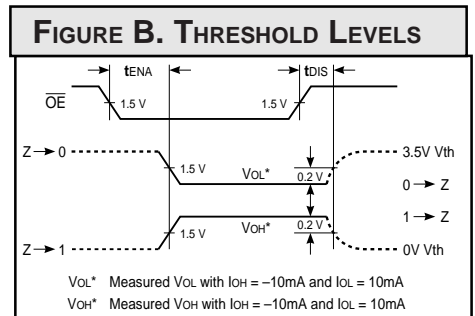 FIGURE B. THRESHOLD LEVELS
tENA tDIS
OE 1.5 V 1.5 V
Z 0 1.5 V VOL* 0.2 V 3.5V Vth
0 Z
1 Z
Z 1 1.5 V VOH* 0.2 V 0V Vth
VOL* Measured VOL with IOH = –10mA and IOL = 10mA
VOH* Measured VOH with IOH = –10mA and IOL = 10mA